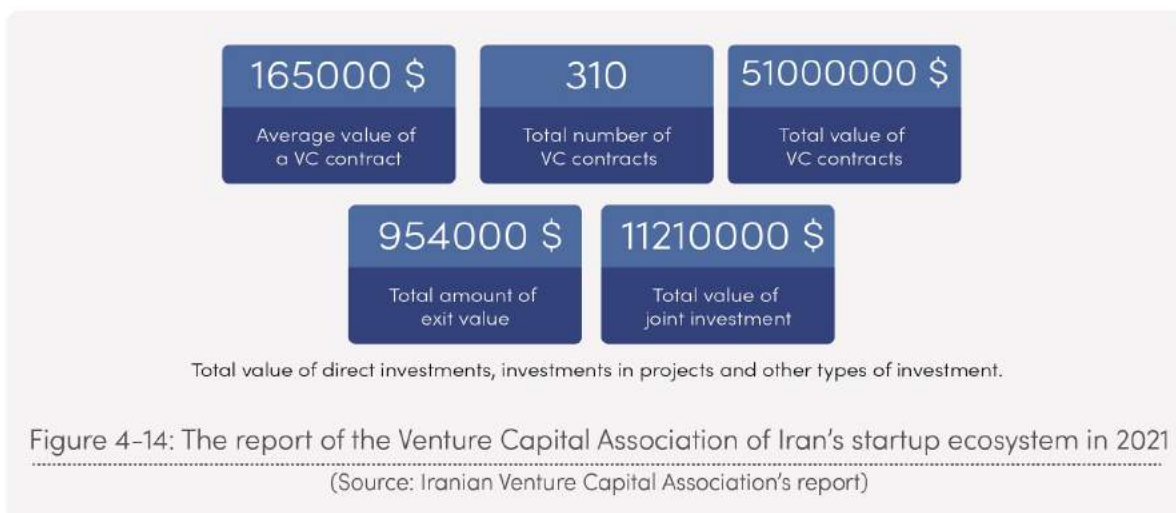 165000 $
Average value of
a VC contract
310
Total number of
VC contracts
51000000 $
Total value of
VC contracts
954000 $
Total amount of
exit value
11210000 $
Total value of
joint investment
Total value of direct investments, investments in projects and other types of investment.
Figure 4-14: The report of the Venture Capital Association of Iran's startup ecosystem in 2021
(Source: Iranian Venture Capital Association's report)